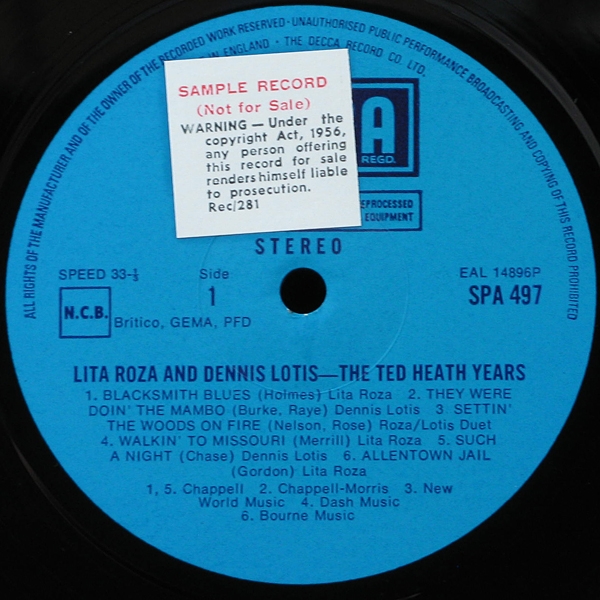 ALL RIGHTS OF THE MANUFACTURER AND OF THE OWNER OF THE RECORDED WORK RESERVED · UNAUTHORISED PUBLIC PERFORMANCE BROADCASTING AND COPYING OF THIS RECORD PROHIBITED
IN ENGLAND · THE DECCA RECORD CO. LTD.
SAMPLE RECORD
(Not for Sale)
WARNING — Under the
copyright Act, 1956,
any person offering
this record for sale
renders himself liable
to prosecution.
Rec/281
A
REGD.
EQUIPMENT
STEREO
SPEED 33-⅓
Side
1
EAL 14896P
SPA 497
N.C.B.
Britico, GEMA, PFD
LITA ROZA AND DENNIS LOTIS—THE TED HEATH YEARS
1. BLACKSMITH BLUES (Holmes) Lita Roza 2. THEY WERE
DOIN' THE MAMBO (Burke, Raye) Dennis Lotis 3. SETTIN'
THE WOODS ON FIRE (Nelson, Rose) Roza/Lotis Duet
4. WALKIN' TO MISSOURI (Merrill) Lita Roza 5. SUCH
A NIGHT (Chase) Dennis Lotis 6. ALLENTOWN JAIL
(Gordon) Lita Roza
1, 5. Chappell 2. Chappell-Morris 3. New
World Music 4. Dash Music
6. Bourne Music